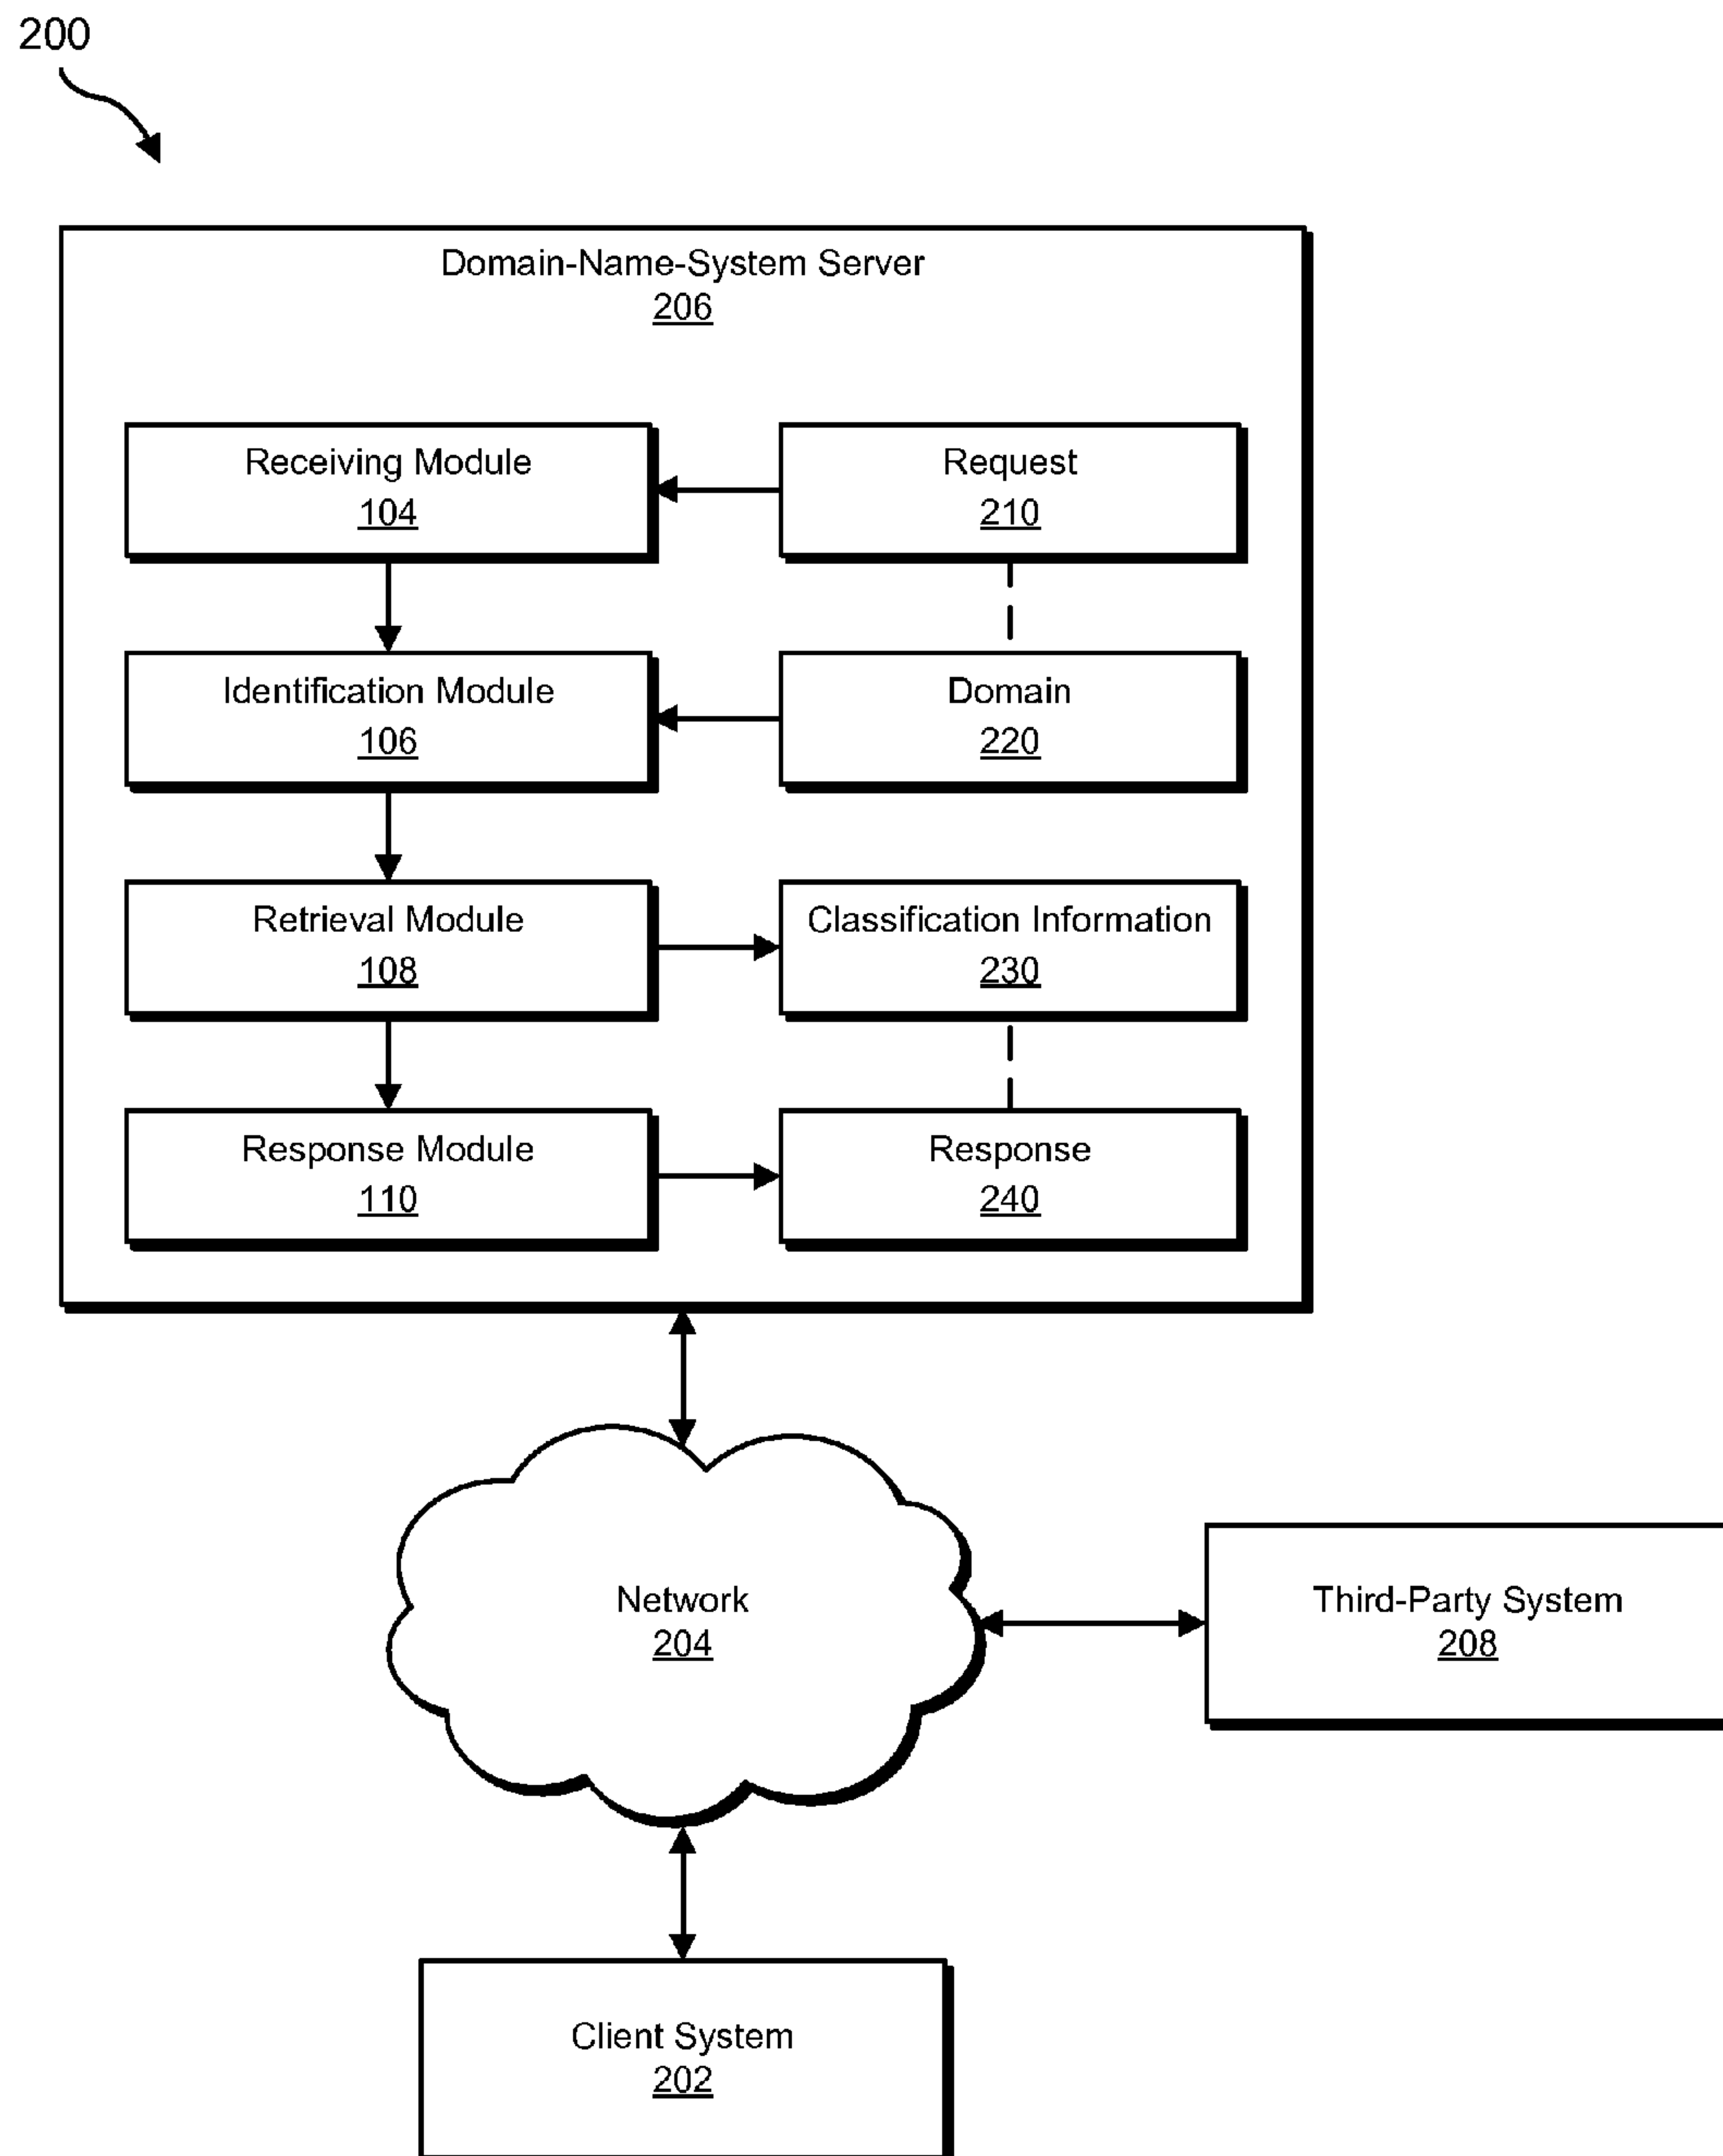 200
Domain-Name-System Server
206
Receiving Module
104
Request
210
Identification Module
106
Domain
220
Retrieval Module
108
Classification Information
230
Response Module
110
Response
240
Network
204
Third-Party System
208
Client System
202